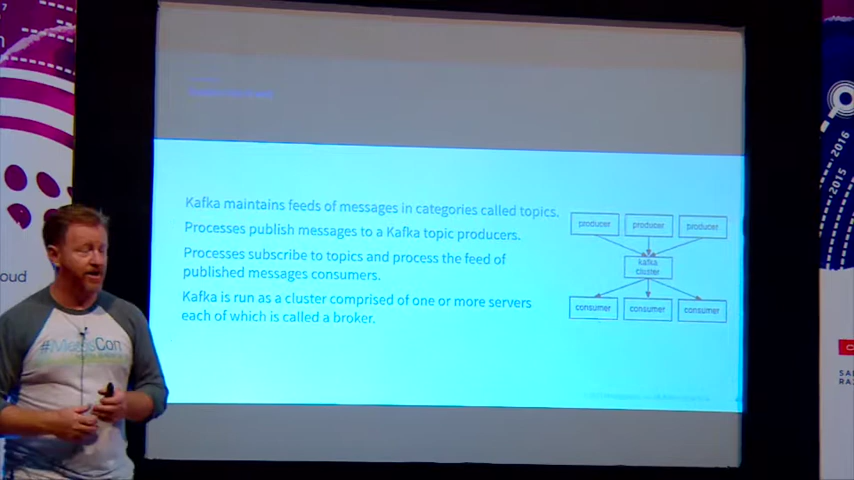 Kafka maintains feeds of messages in categories called topics.
Processes publish messages to a Kafka topic producers.
Processes subscribe to topics and process the feed of
published messages consumers.
Kafka is run as a cluster comprised of one or more servers
each of which is called a broker.
producer
producer
producer
kafka
cluster
consumer
consumer
consumer
#MesosCon
oud
2016
2015